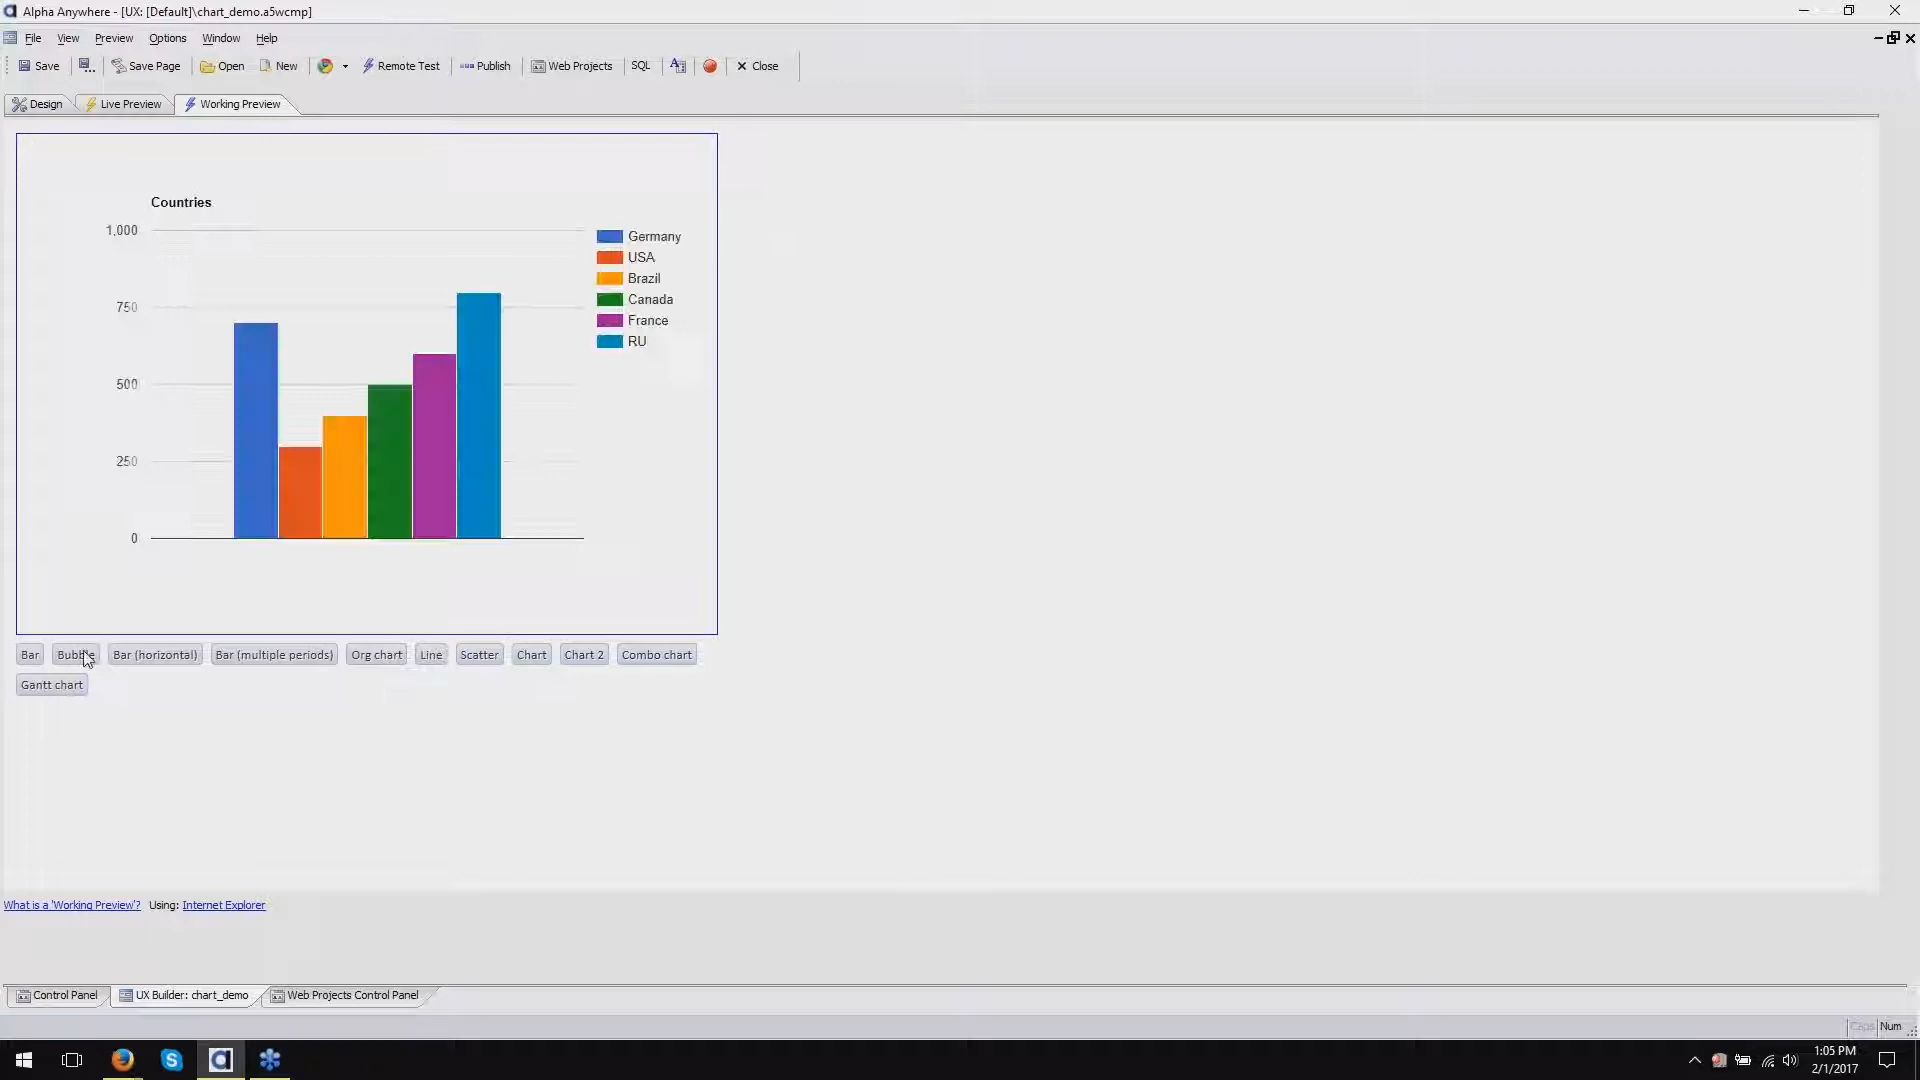 Alpha Anywhere - [UX: [Default]\chart_demo.a5wcmp]
File View Preview Options Window Help
Save Save Page Open New Remote Test Publish Web Projects SQL A Close
Design Live Preview Working Preview
Countries
1,000
750
500
250
0
Germany
USA
Brazil
Canada
France
RU
Bar Bubble Bar (horizontal) Bar (multiple periods) Org chart Line Scatter Chart Chart 2 Combo chart
Gantt chart
What is a 'Working Preview'? Using: Internet Explorer
Control Panel UX Builder: chart_demo Web Projects Control Panel
Caps Num
1:05 PM
2/1/2017